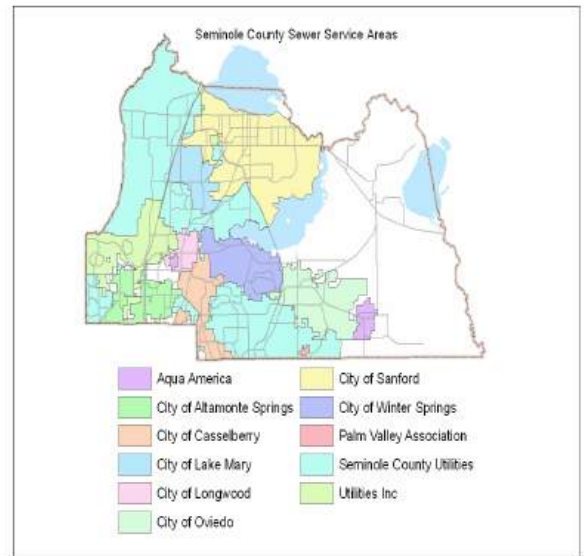 Seminole County Sewer Service Areas
Aqua America
City of Altamonte Springs
City of Casselberry
City of Lake Mary
City of Longwood
City of Oviedo
City of Sanford
City of Winter Springs
Palm Valley Association
Seminole County Utilities
Utilities Inc